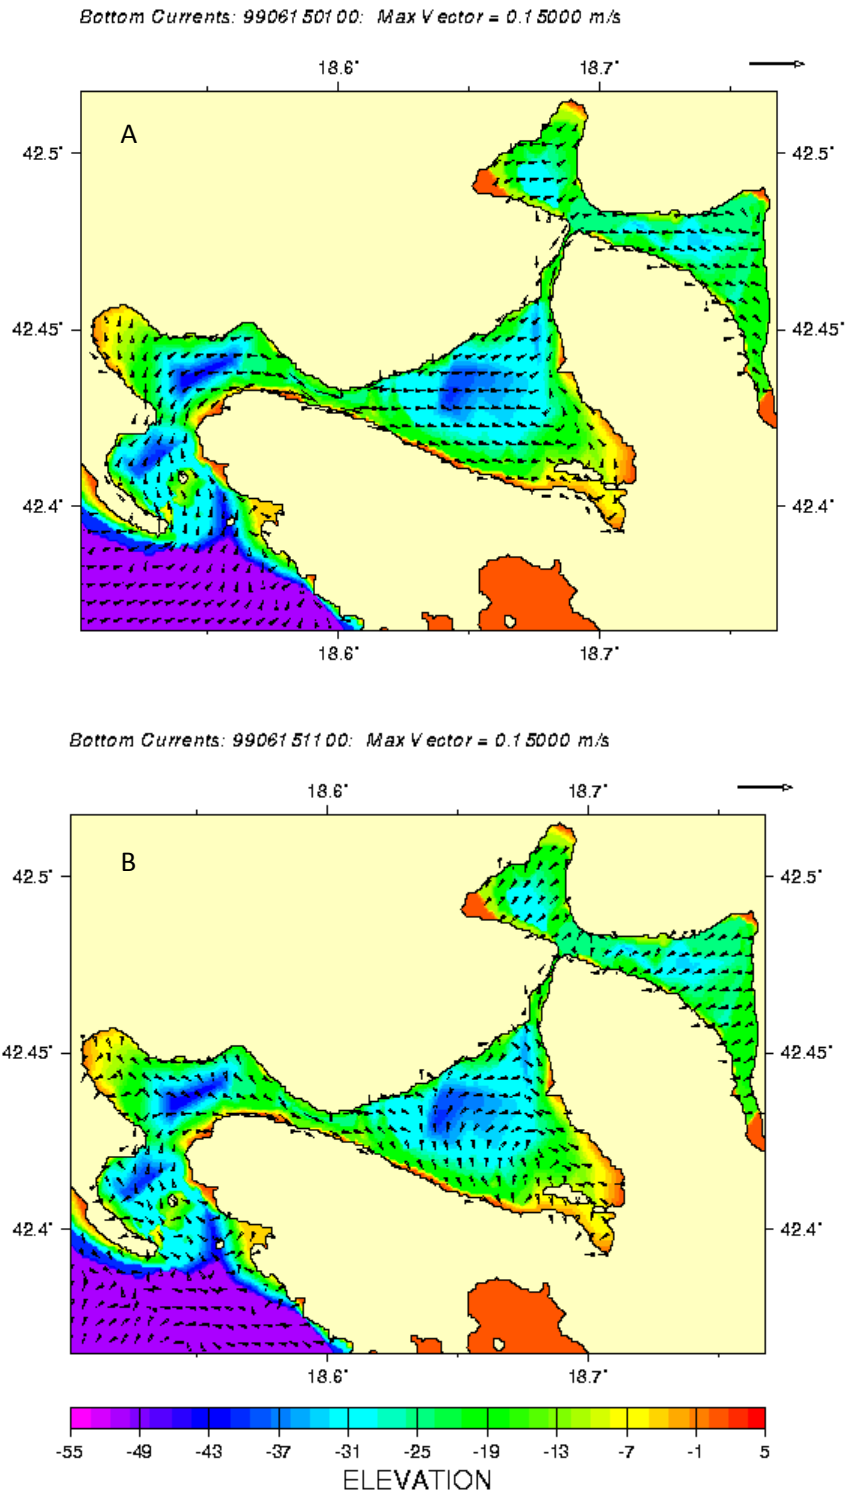 Bottom Currents: 9906150100: Max Vector = 0.15000 m/s
18.6˚ 18.7˚
A
42.5˚ 42.5˚
42.45˚ 42.45˚
42.4˚ 42.4˚
18.6˚ 18.7˚
Bottom Currents: 9906151100: Max Vector = 0.15000 m/s
18.6˚ 18.7˚
B
42.5˚ 42.5˚
42.45˚ 42.45˚
42.4˚ 42.4˚
18.6˚ 18.7˚
-55 -49 -43 -37 -31 -25 -19 -13 -7 -1 5
ELEVATION